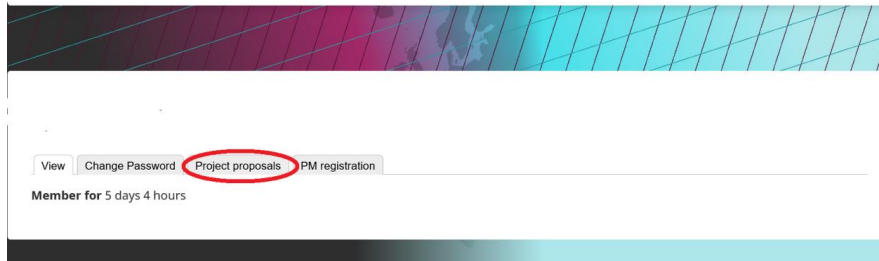 View Change Password Project proposals PM registration
Member for 5 days 4 hours